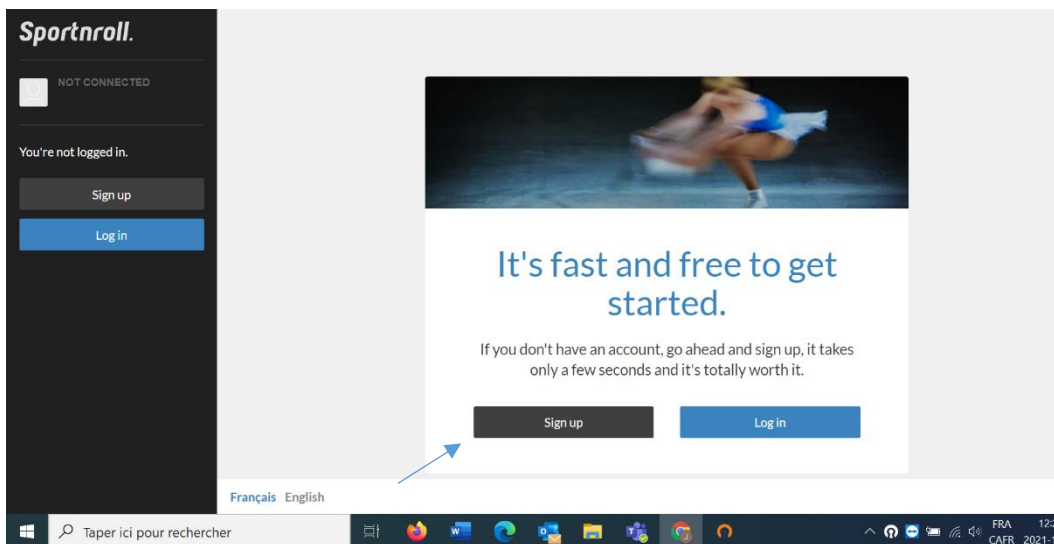 Sportnroll.
NOT CONNECTED
You're not logged in.
Sign up
Log in
It's fast and free to get
started.
If you don't have an account, go ahead and sign up, it takes
only a few seconds and it's totally worth it.
Sign up
Log in
Français English
Taper ici pour rechercher
FRA
CAFR